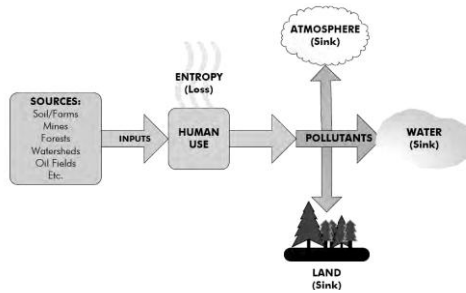 ATMOSPHERE
(Sink)
ENTROPY
(Loss)
SOURCES:
Soil/Farms
Mines
Forests
Watersheds
Oil Fields
Etc.
INPUTS
HUMAN
USE
POLLUTANTS
WATER
(Sink)
LAND
(Sink)